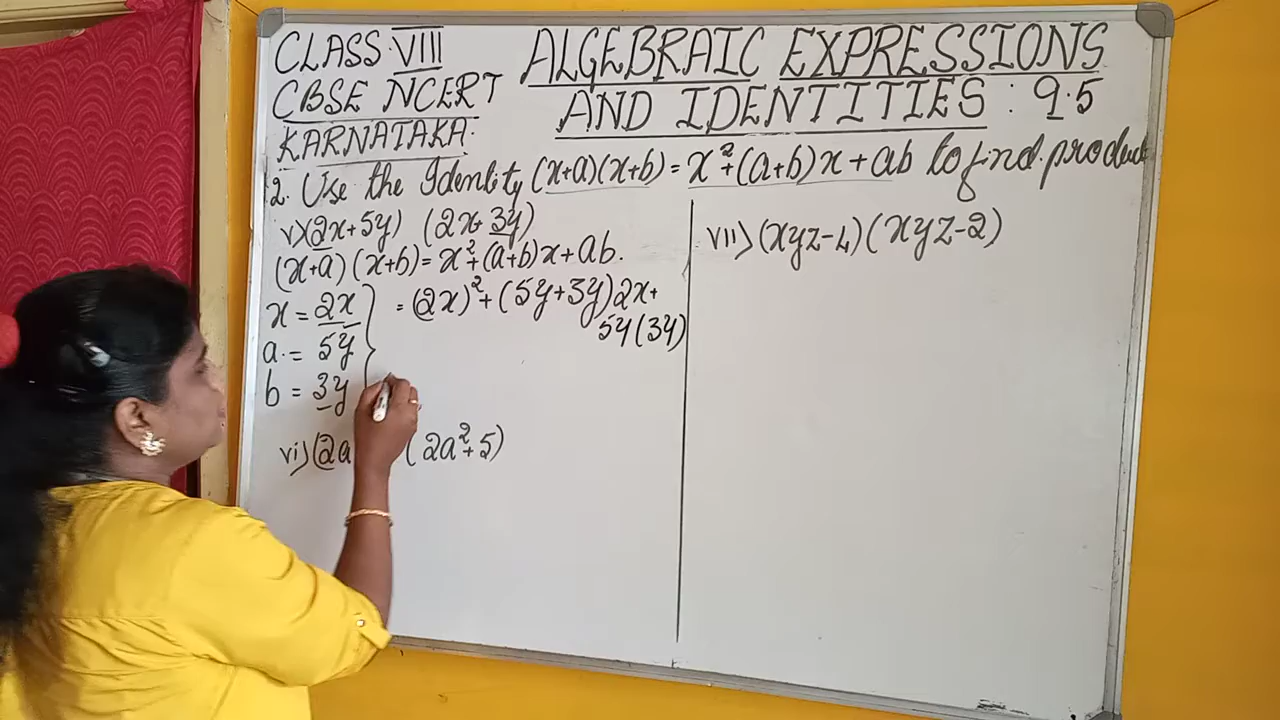 CLASS VIII
CBSE NCERT
KARNATAKA.
ALGEBRAIC EXPRESSIONS
AND IDENTITIES : 9.5
2. Use the Identity (x+a)(x+b) = x²+(a+b)x+ab to find produc
v) (2x+5y) (2x+3y)
(x+a)(x+b) = x²+(a+b)x+ab.
x = 2x
a = 5y
b = 3y
= (2x)²+(5y+3y)2x+
5y(3y)
vi) (2a (2a²+5)
vii) (xyz-4)(xyz-2)